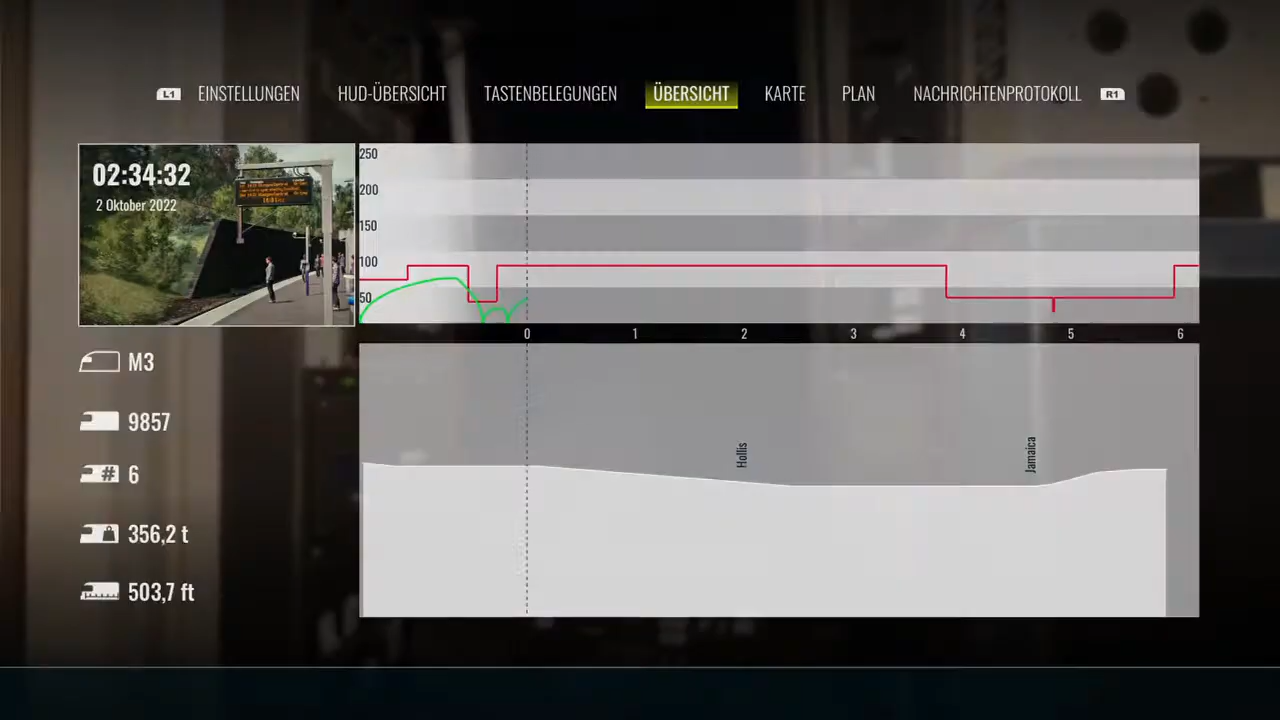 L1 EINSTELLUNGEN HUD-ÜBERSICHT TASTENBELEGUNGEN ÜBERSICHT KARTE PLAN NACHRICHTENPROTOKOLL R1
02:34:32
2 Oktober 2022
250
200
150
100
50
0 1 2 3 4 5 6
M3
9857
# 6
356,2 t
503,7 ft
Hollis
Jamaica